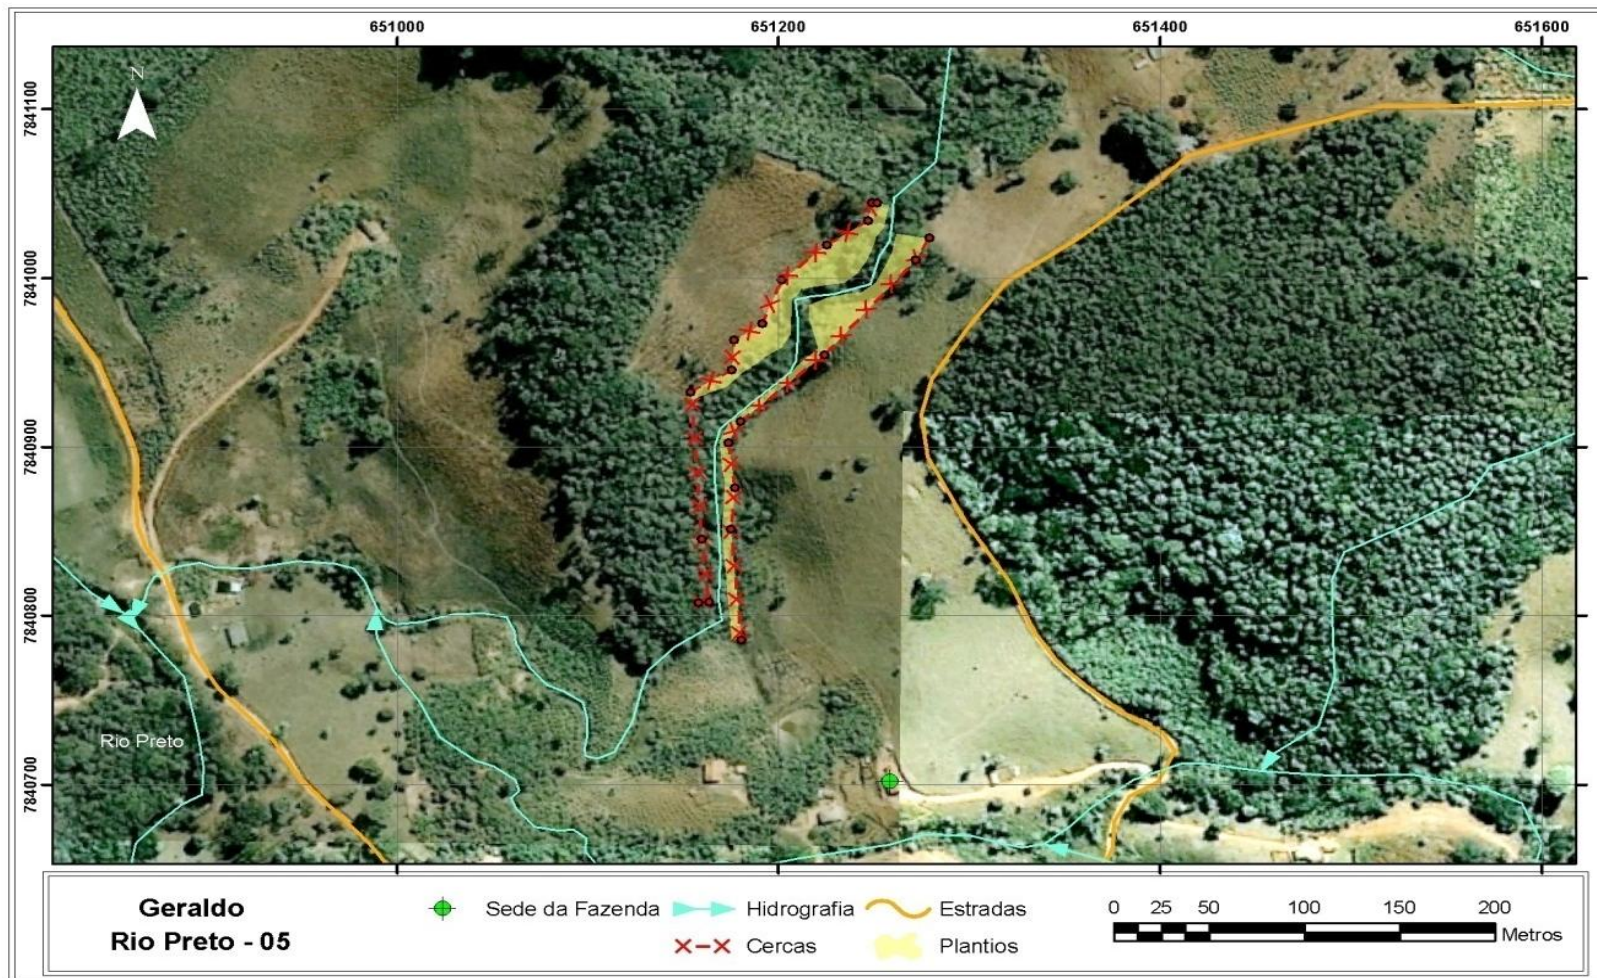 651000 651200 651400 651600
7841100
7841000
7840900
7840800
7840700
N
Rio Preto
Geraldo
Rio Preto - 05
Sede da Fazenda Hidrografia Estradas
Cercas Plantios
0 25 50 100 150 200
Metros